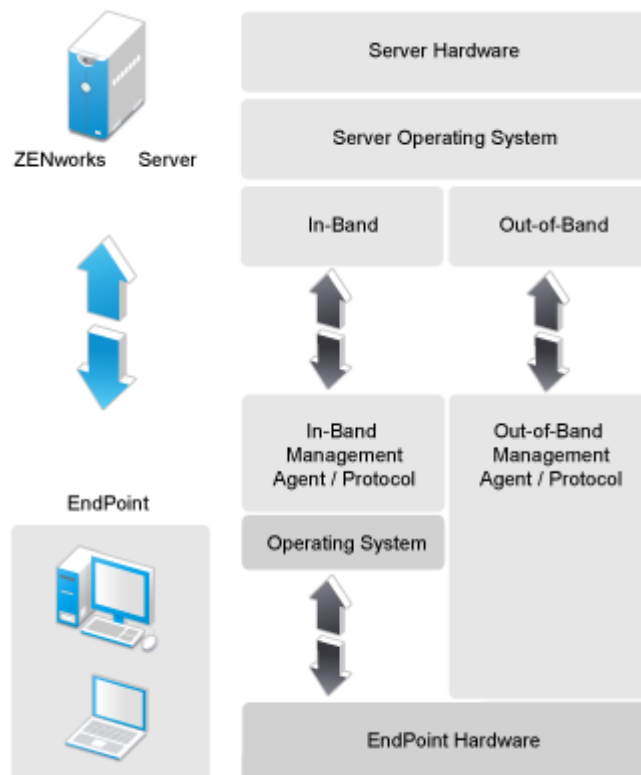 Server Hardware
ZENworks Server
Server Operating System
In-Band
Out-of-Band
In-Band
Management
Agent / Protocol
Out-of-Band
Management
Agent / Protocol
EndPoint
Operating System
EndPoint Hardware